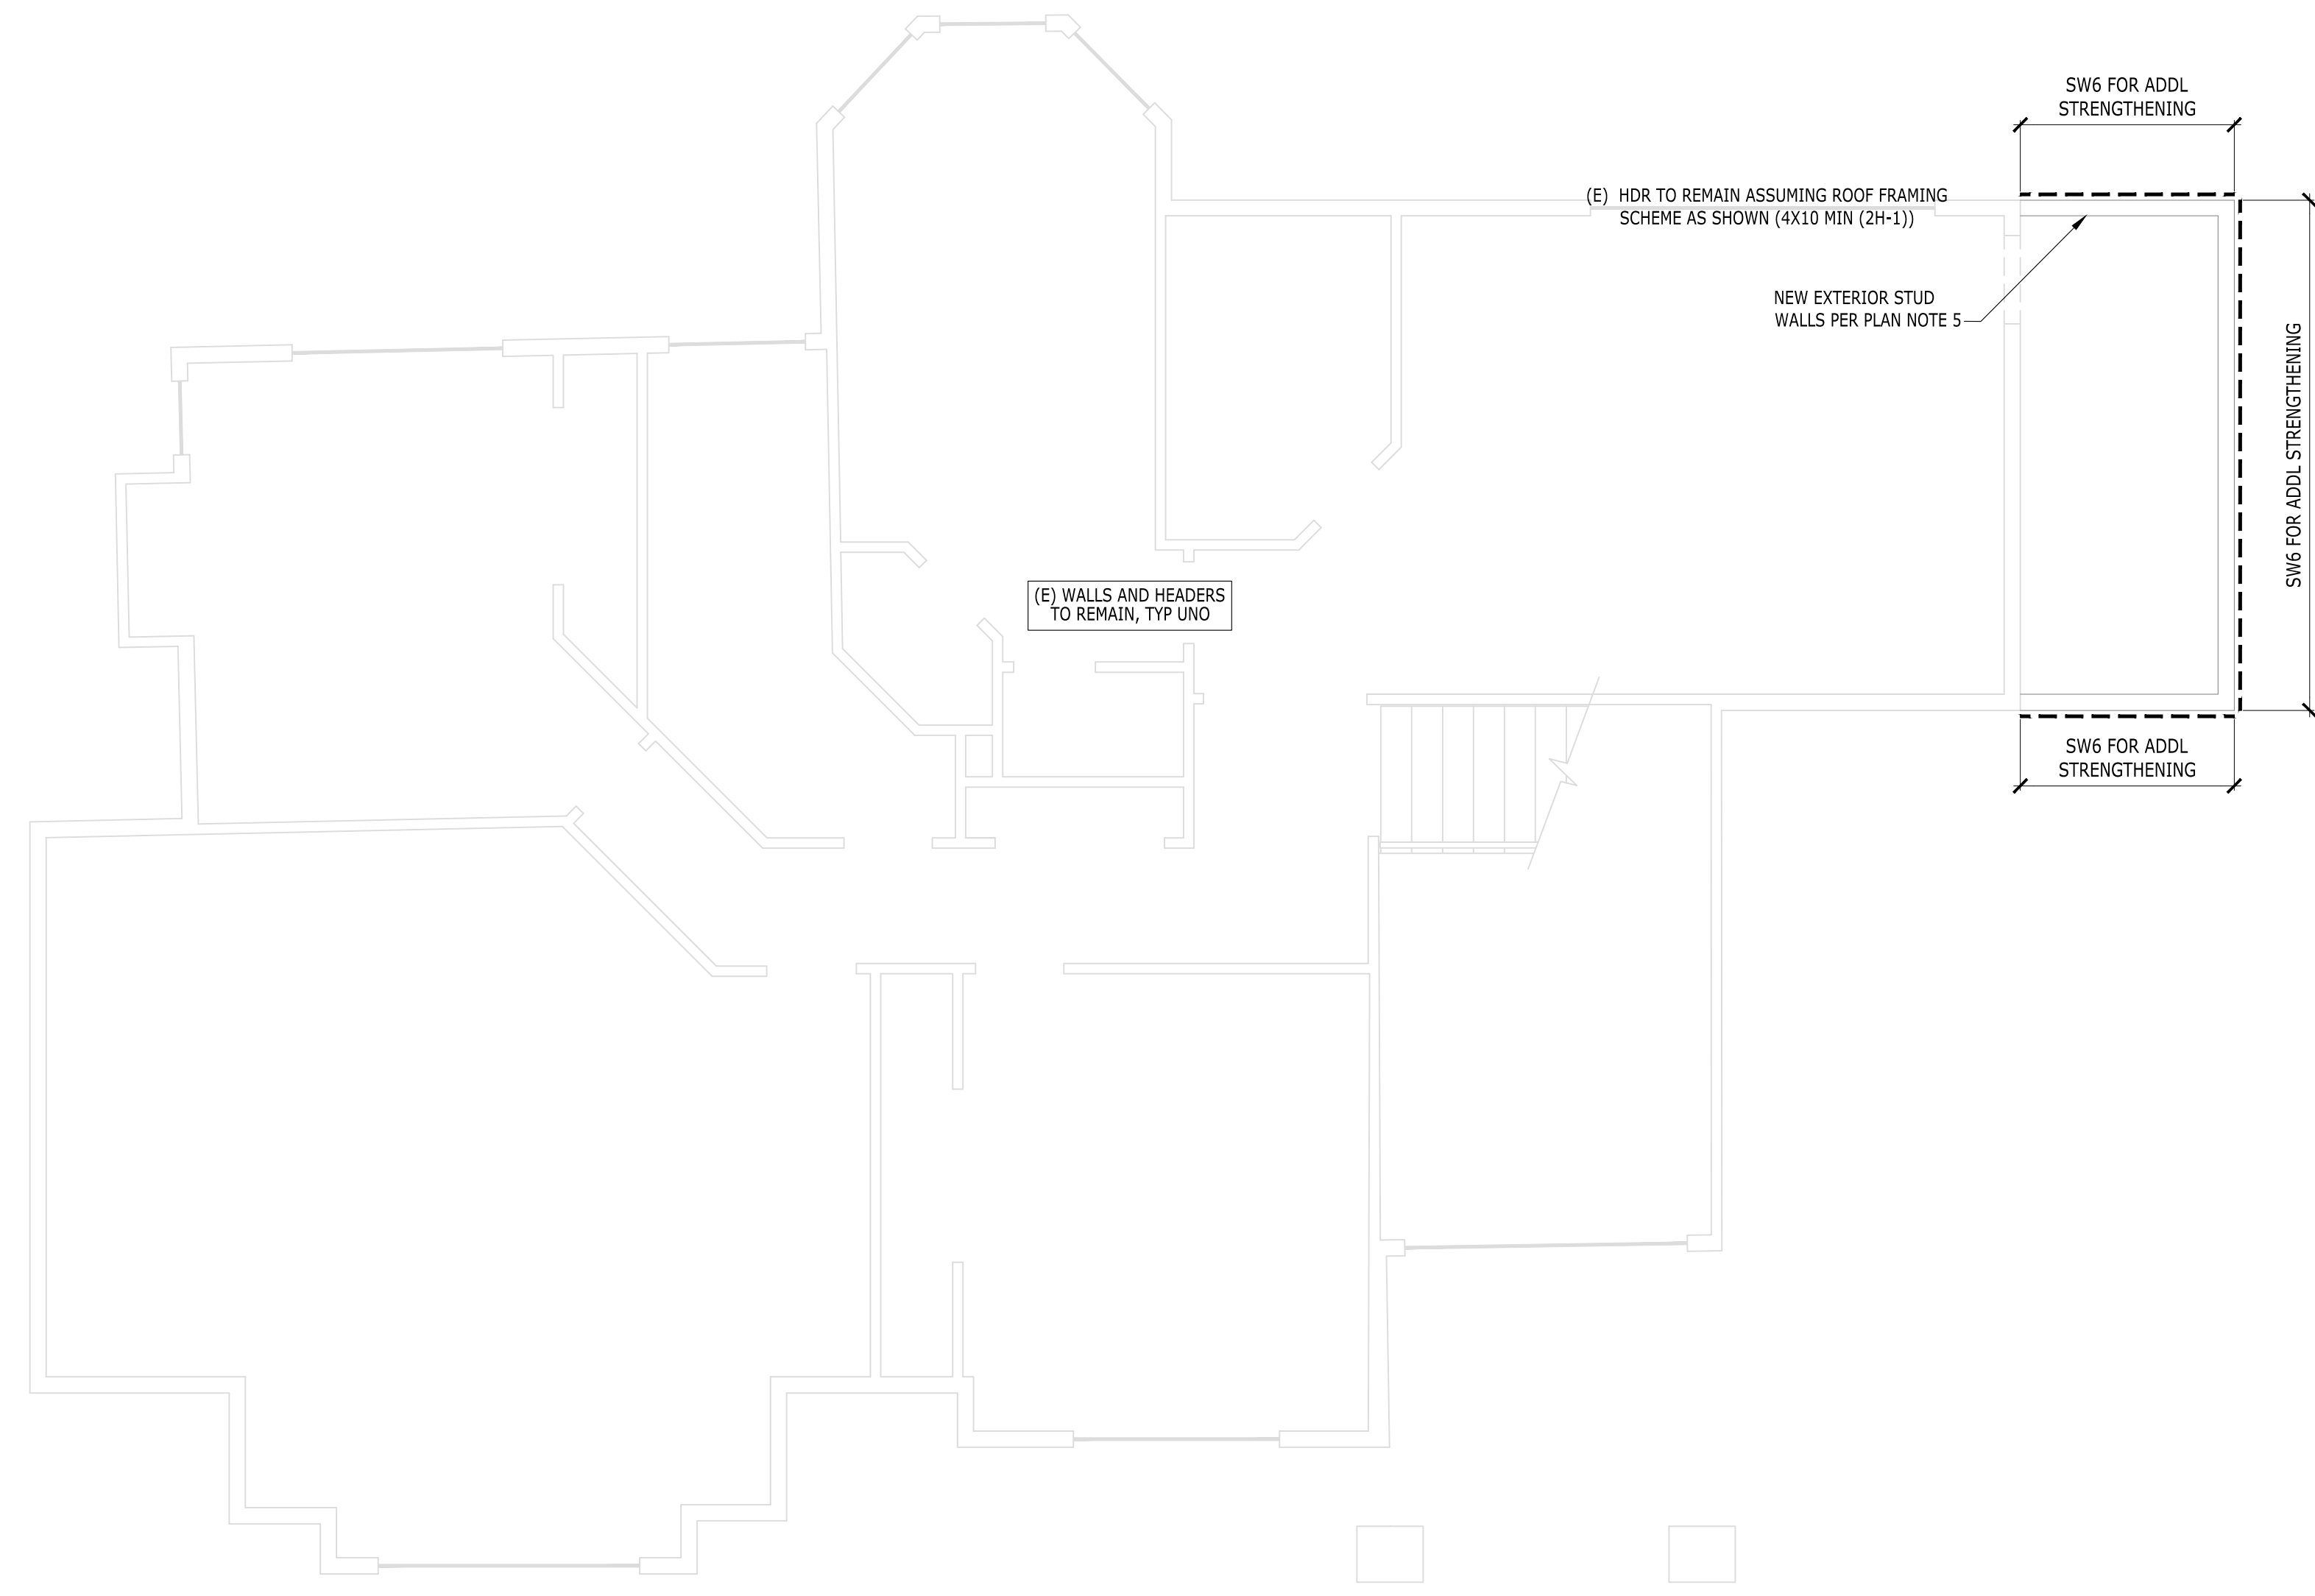 SW6 FOR ADDL
STRENGTHENING
(E)  HDR TO REMAIN ASSUMING ROOF FRAMING
SCHEME AS SHOWN (4X10 MIN (2H-1))
NEW EXTERIOR STUD
WALLS PER PLAN NOTE 5
SW6 FOR ADDL STRENGTHENING
(E) WALLS AND HEADERS
TO REMAIN, TYP UNO
SW6 FOR ADDL
STRENGTHENING